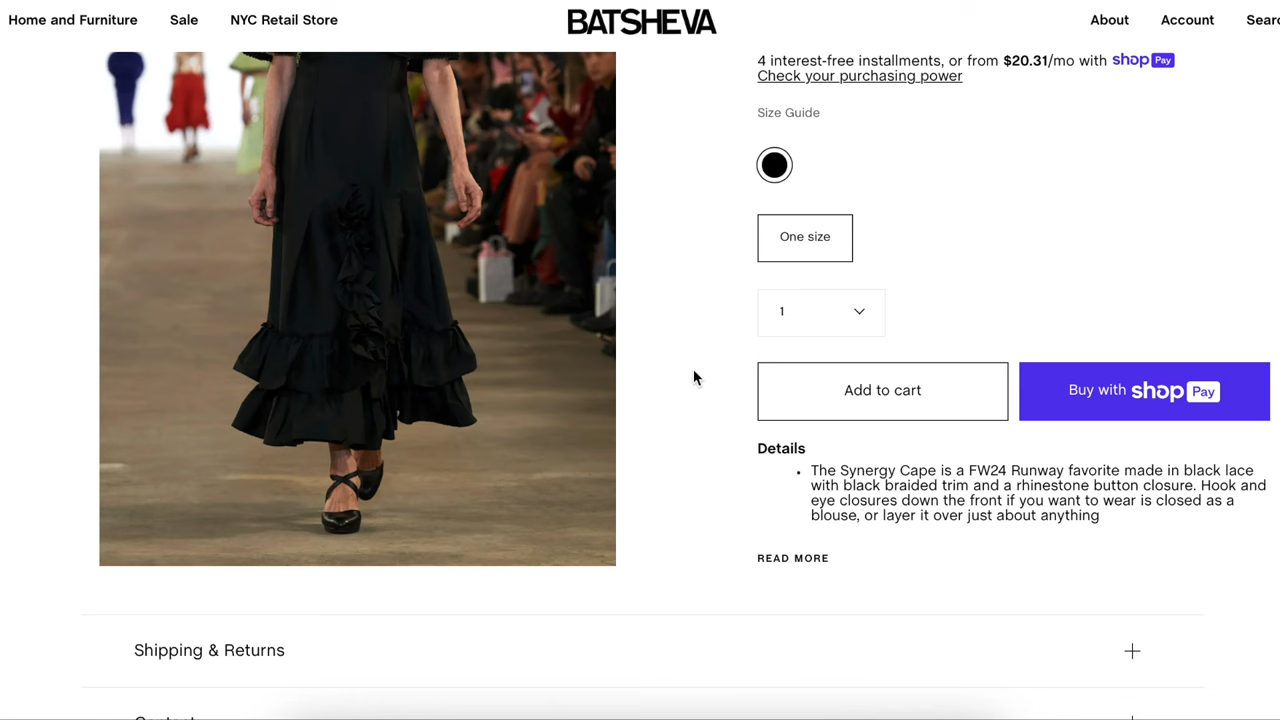 Home and Furniture Sale NYC Retail Store BATSHEVA About Account
4 interest-free installments, or from $20.31/mo with shop Pay
Check your purchasing power
Size Guide
One size
1
Add to cart
Buy with shop Pay
Details
• The Synergy Cape is a FW24 Runway favorite made in black lace
with black braided trim and a rhinestone button closure. Hook and
eye closures down the front if you want to wear is closed as a
blouse, or layer it over just about anything
READ MORE
Shipping & Returns